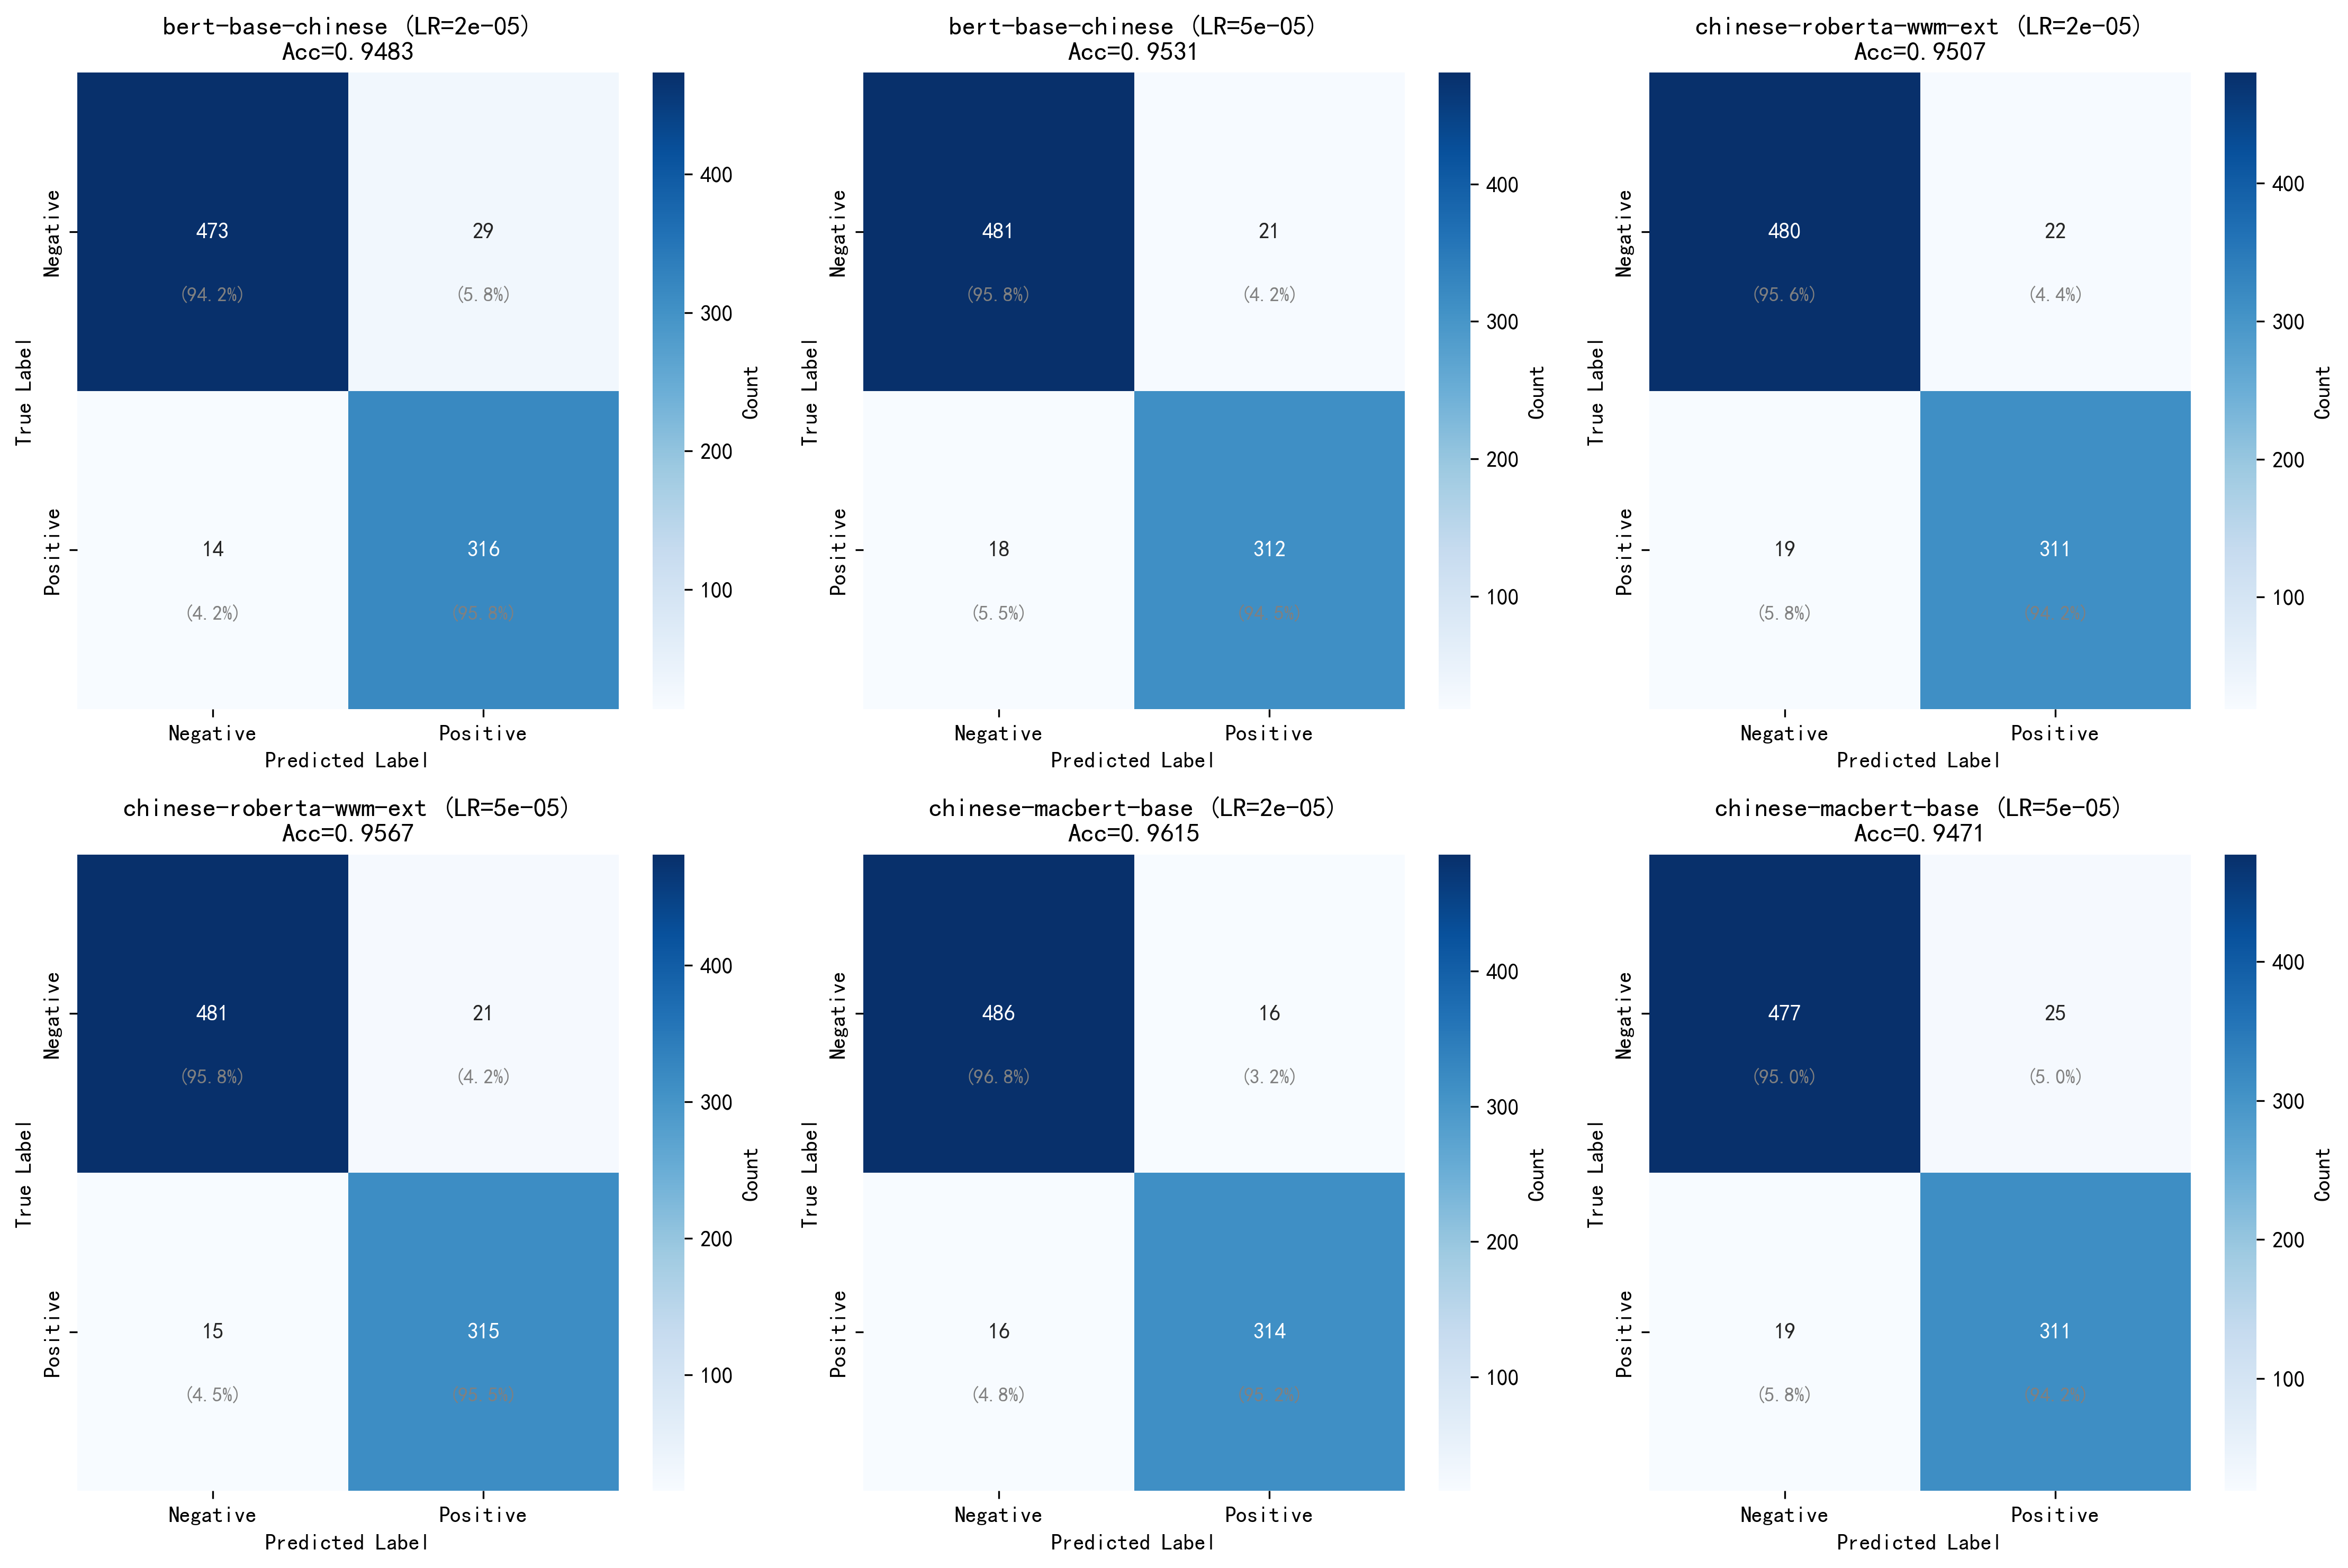 bert-base-chinese (LR=2e-05)
Acc=0.9483
True Label
Negative
Positive
473
29
(94.2%)
(5.8%)
14
316
(4.2%)
(95.8%)
Negative
Positive
Predicted Label
400
300
200
100
Count
bert-base-chinese (LR=5e-05)
Acc=0.9531
True Label
Negative
Positive
481
21
(95.8%)
(4.2%)
18
312
(5.5%)
(94.5%)
Negative
Positive
Predicted Label
400
300
200
100
Count
chinese-roberta-wwm-ext (LR=2e-05)
Acc=0.9507
True Label
Negative
Positive
480
22
(95.6%)
(4.4%)
19
311
(5.8%)
(94.2%)
Negative
Positive
Predicted Label
400
300
200
100
Count
chinese-roberta-wwm-ext (LR=5e-05)
Acc=0.9567
True Label
Negative
Positive
481
21
(95.8%)
(4.2%)
15
315
(4.5%)
(95.5%)
Negative
Positive
Predicted Label
400
300
200
100
Count
chinese-macbert-base (LR=2e-05)
Acc=0.9615
True Label
Negative
Positive
486
16
(96.8%)
(3.2%)
16
314
(4.8%)
(95.2%)
Negative
Positive
Predicted Label
400
300
200
100
Count
chinese-macbert-base (LR=5e-05)
Acc=0.9471
True Label
Negative
Positive
477
25
(95.0%)
(5.0%)
19
311
(5.8%)
(94.2%)
Negative
Positive
Predicted Label
400
300
200
100
Count